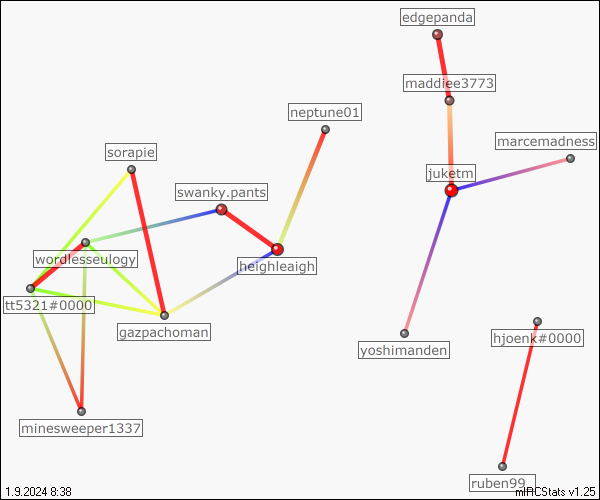 edgepanda
maddiee3773
neptune01
marcemadness
sorapie
juketm
swanky.pants
wordlesseulogy
heighleaigh
tt5321#0000
gazpachoman
hjoenk#0000
yoshimanden
minesweeper1337
ruben99_
1.9.2024 8:38
mIRCStats v1.25